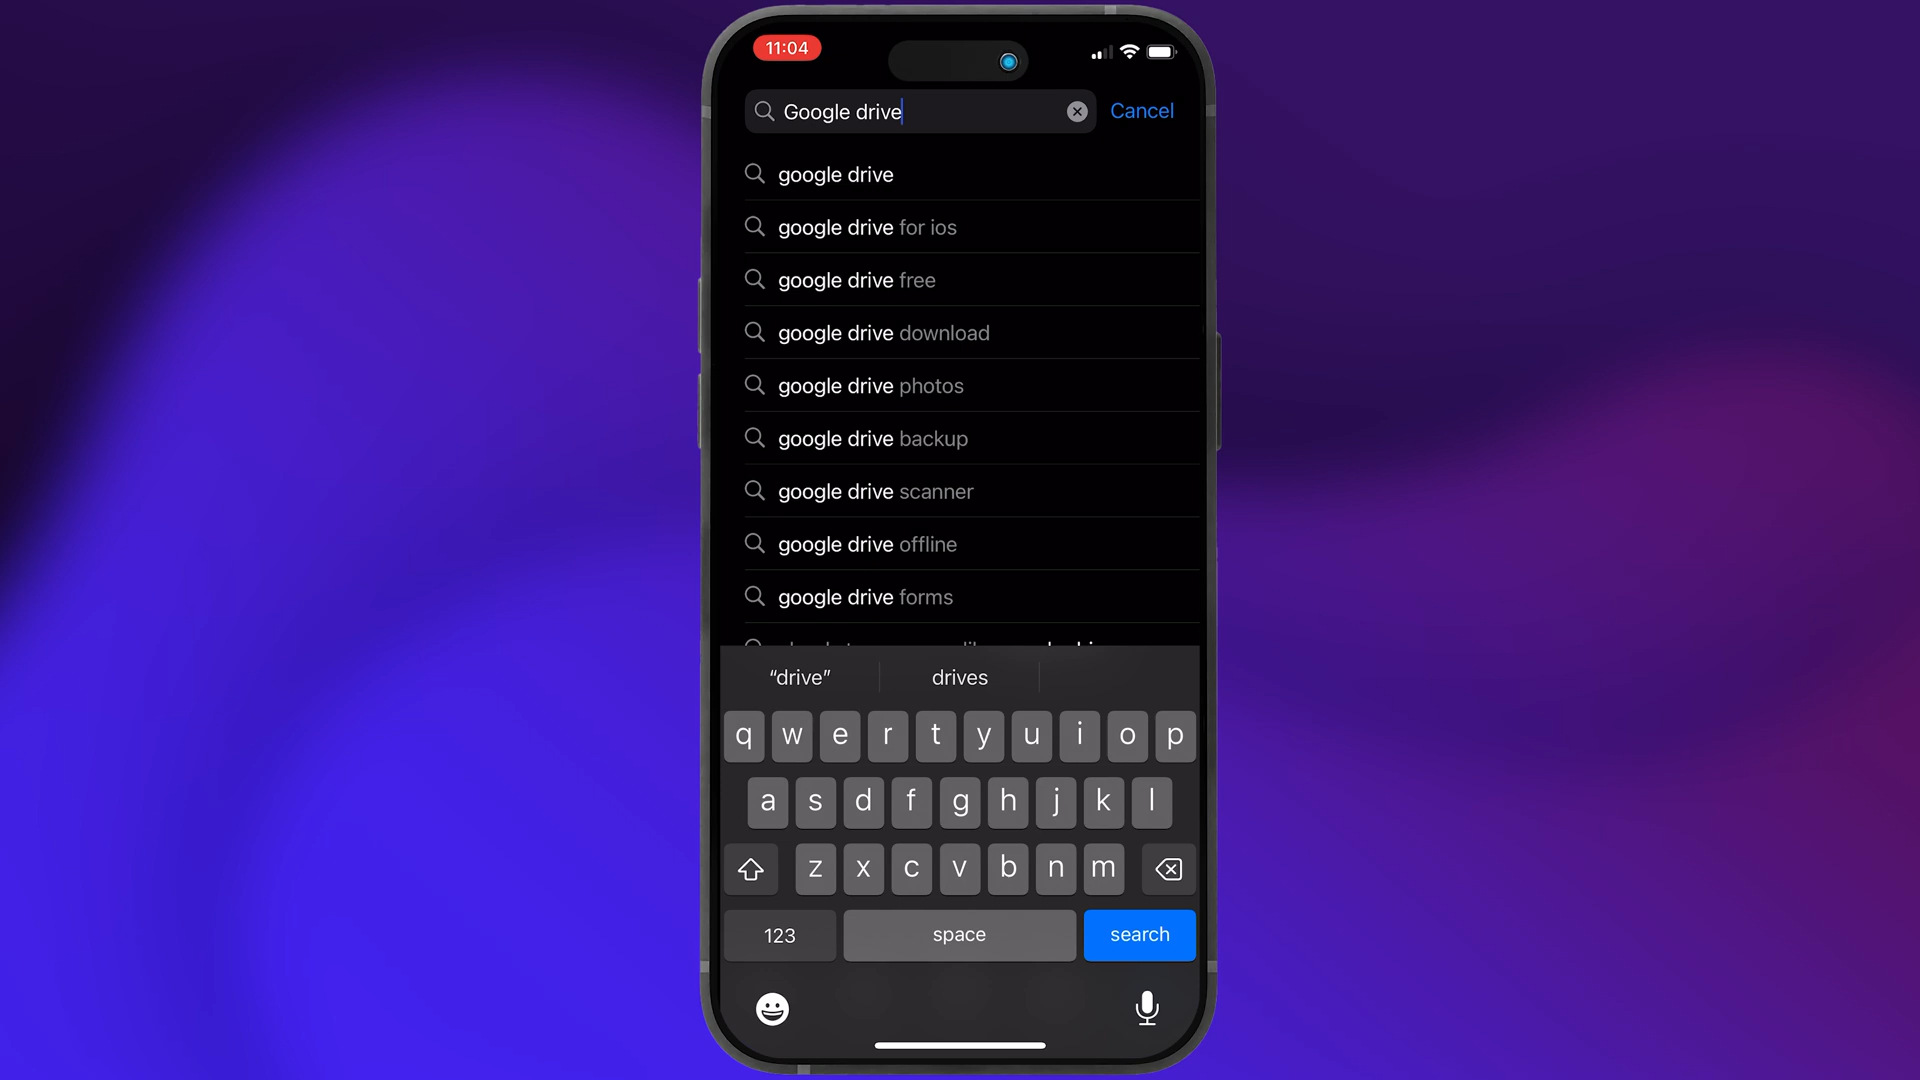 11:04
Google drive
Cancel
google drive
google drive for ios
google drive free
google drive download
google drive photos
google drive backup
google drive scanner
google drive offline
google drive forms
“drive” drives
q w e r t y u i o p
a s d f g h j k l
z x c v b n m
123 space search